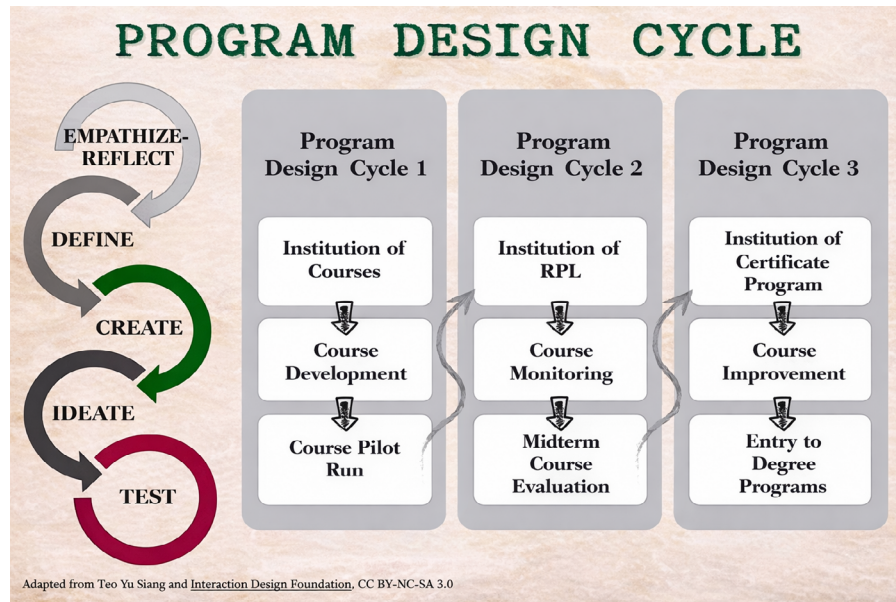 PROGRAM DESIGN CYCLE
EMPATHIZE-
REFLECT
DEFINE
CREATE
IDEATE
TEST
Program
Design Cycle 1
Institution of
Courses
Course
Development
Course Pilot
Run
Program
Design Cycle 2
Institution of
RPL
Course
Monitoring
Midterm
Course
Evaluation
Program
Design Cycle 3
Institution of
Certificate
Program
Course
Improvement
Entry to
Degree
Programs
Adapted from Teo Yu Siang and Interaction Design Foundation, CC BY-NC-SA 3.0